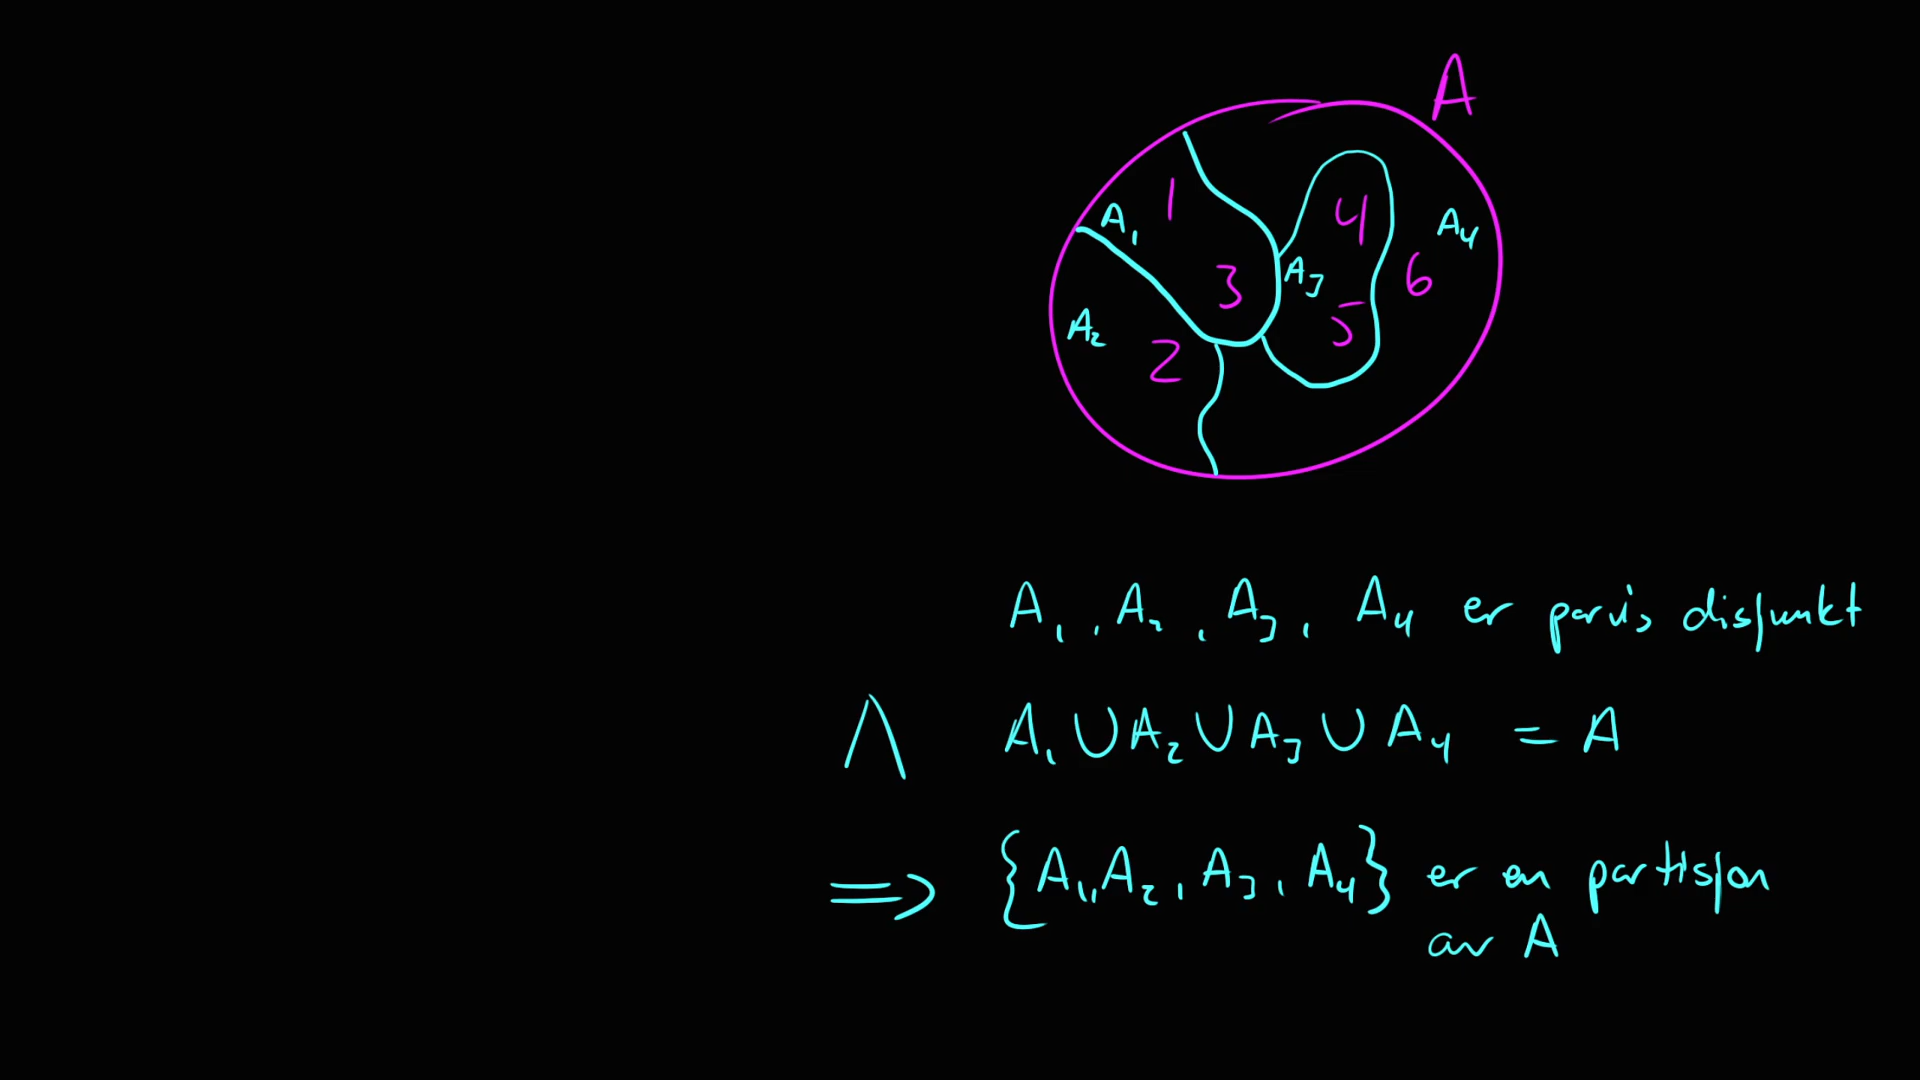 A
1
A₁
4
A₄
3
A₃
6
A₂
2
5
A₁, A₂, A₃, A₄ er parvis disjunkt
∧ A₁ ∪ A₂ ∪ A₃ ∪ A₄ = A
⇒ {A₁, A₂, A₃, A₄} er en partisjon
av A